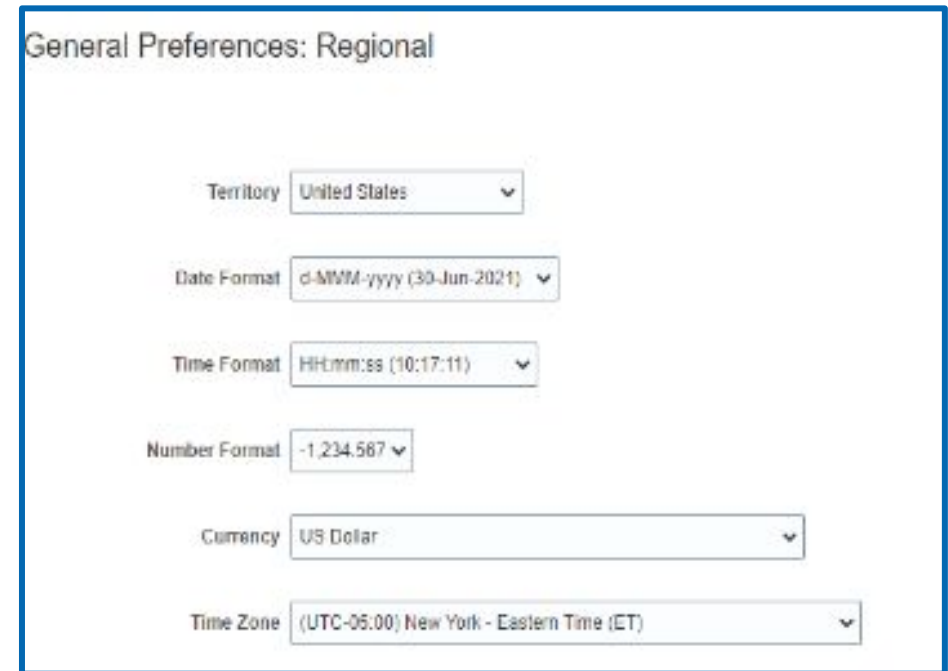 General Preferences: Regional
Territory United States
Date Format d-MMM-yyyy (30-Jun-2021)
Time Format HH:mm:ss (10:17:11)
Number Format -1,234.567
Currency US Dollar
Time Zone (UTC-05:00) New York - Eastern Time (ET)